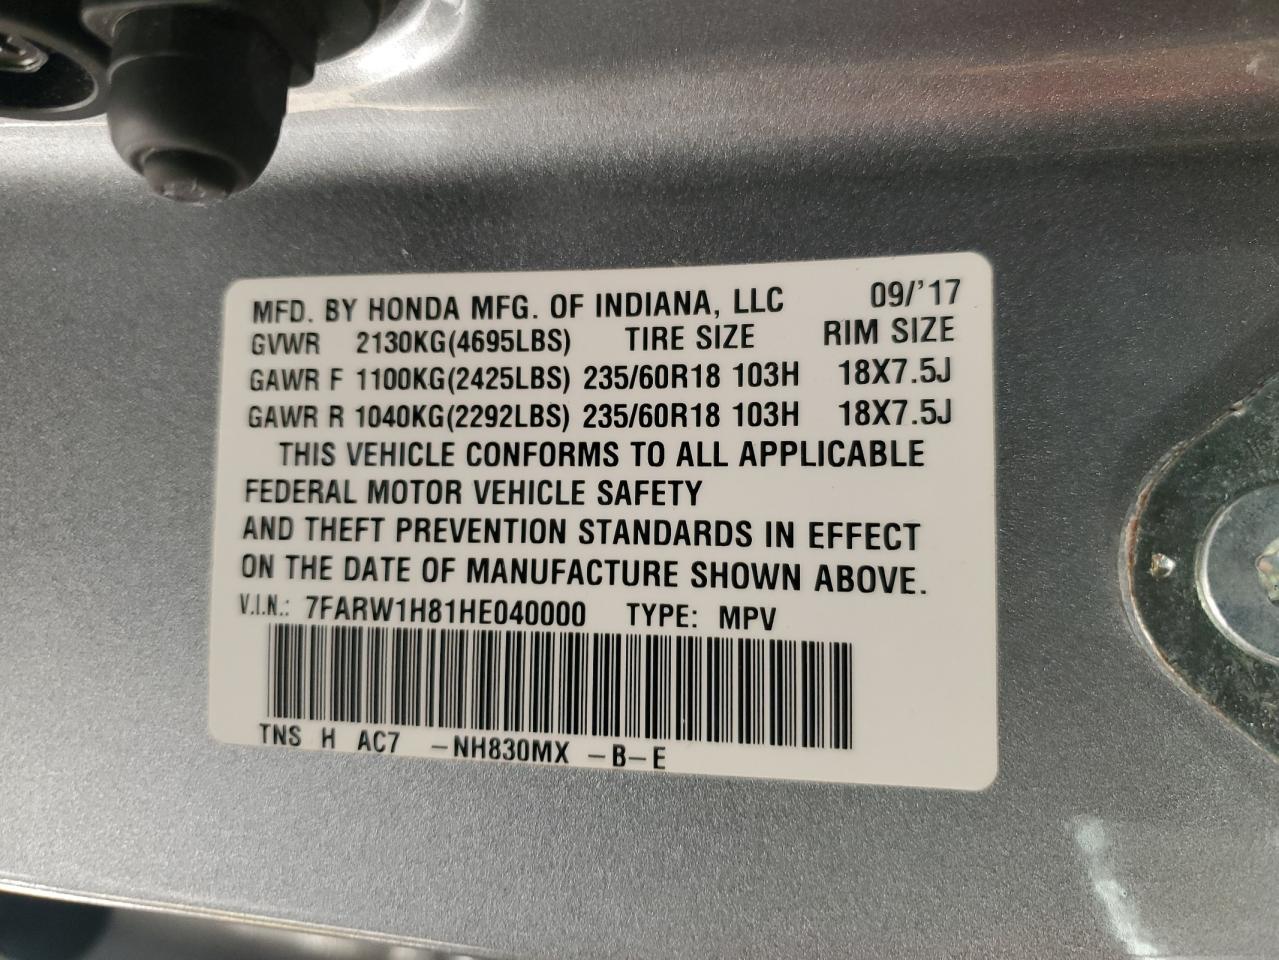 MFD. BY HONDA MFG. OF INDIANA, LLC 09/'17
GVWR 2130KG(4695LBS) TIRE SIZE RIM SIZE
GAWR F 1100KG(2425LBS) 235/60R18 103H 18X7.5J
GAWR R 1040KG(2292LBS) 235/60R18 103H 18X7.5J
THIS VEHICLE CONFORMS TO ALL APPLICABLE
FEDERAL MOTOR VEHICLE SAFETY
AND THEFT PREVENTION STANDARDS IN EFFECT
ON THE DATE OF MANUFACTURE SHOWN ABOVE.
V.I.N.: 7FARW1H81HE040000 TYPE: MPV
TNS H AC7 -NH830MX -B-E